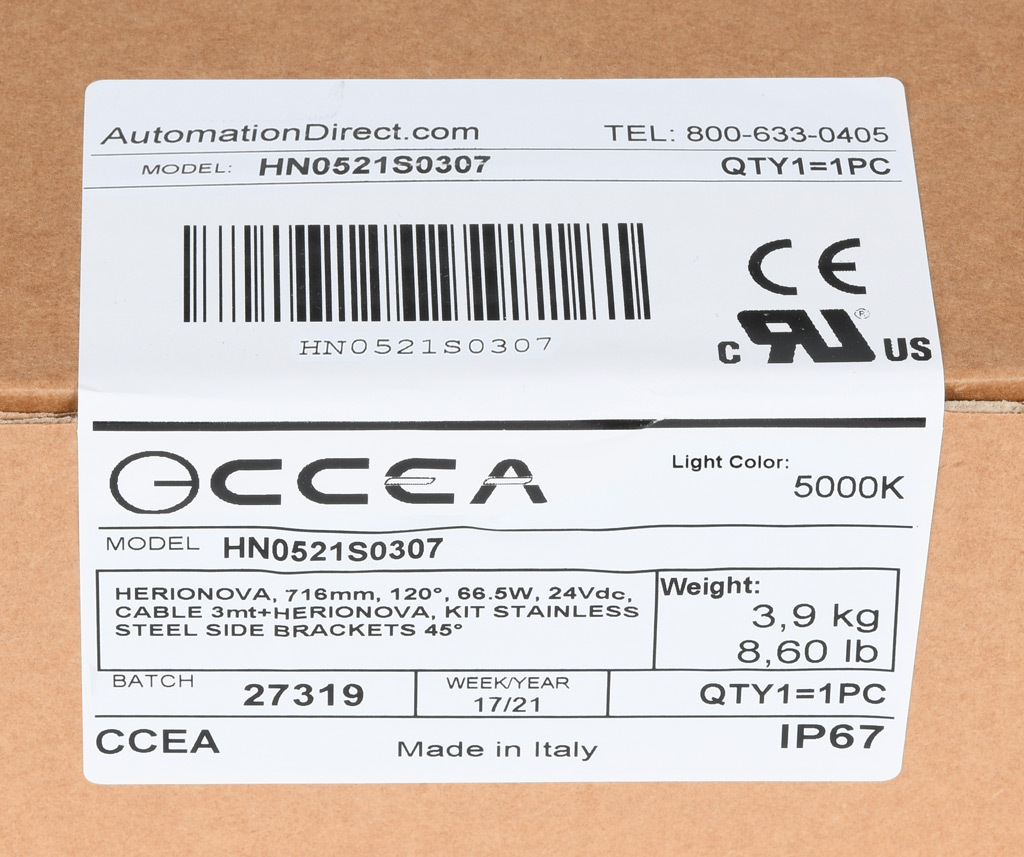 AutomationDirect.com TEL: 800-633-0405
MODEL: HN0521S0307 QTY1=1PC
HN0521S0307
CE
C RU ® US
CCEA
Light Color:
5000K
MODEL HN0521S0307
HERIONOVA, 716mm, 120°, 66.5W, 24Vdc,
CABLE 3mt+HERIONOVA, KIT STAINLESS
STEEL SIDE BRACKETS 45°
Weight:
3,9 kg
8,60 lb
BATCH 27319
WEEK/YEAR
17/21
QTY1=1PC
CCEA Made in Italy IP67